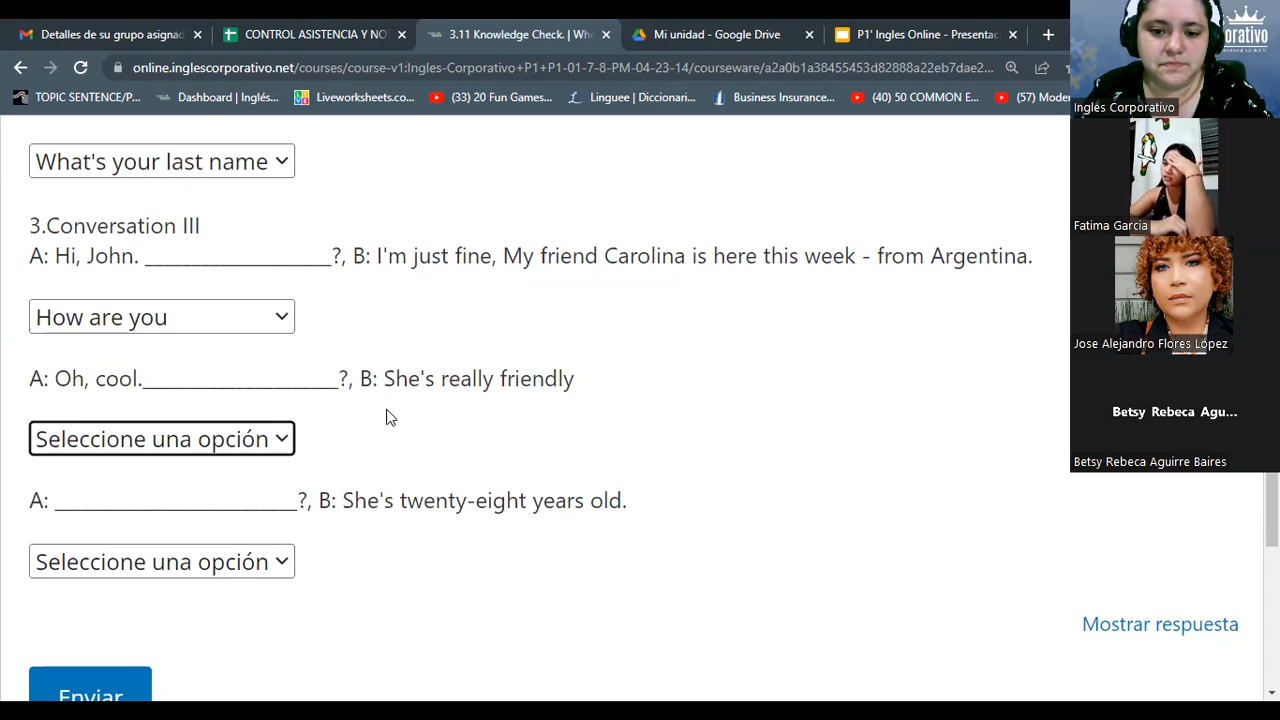 Detalles de su grupo asignad
CONTROL ASISTENCIA Y NO
3.11 Knowledge Check. | Wh
Mi unidad - Google Drive
P1' Ingles Online - Presentac
online.inglescorporativo.net/courses/course-v1:Ingles-Corporativo+P1+P1-01-7-8-PM-04-23-14/courseware/a2a0b1a38455453d82888a22eb7dae2...
TOPIC SENTENCE/P...
Dashboard | Inglés...
Liveworksheets.co...
(33) 20 Fun Games...
Linguee | Diccionari...
Business Insurance...
(40) 50 COMMON E...
(57) Mode
What's your last name
3.Conversation III
A: Hi, John. ____________________?, B: I'm just fine, My friend Carolina is here this week - from Argentina.
How are you
A: Oh, cool._____________________?, B: She's really friendly
Seleccione una opción
A: __________________________?, B: She's twenty-eight years old.
Seleccione una opción
Mostrar respuesta
Enviar
orativo
Ingles Corporativo
Fatima Garcia
Jose Alejandro Flores López
Betsy Rebeca Agu...
Betsy Rebeca Aguirre Baires